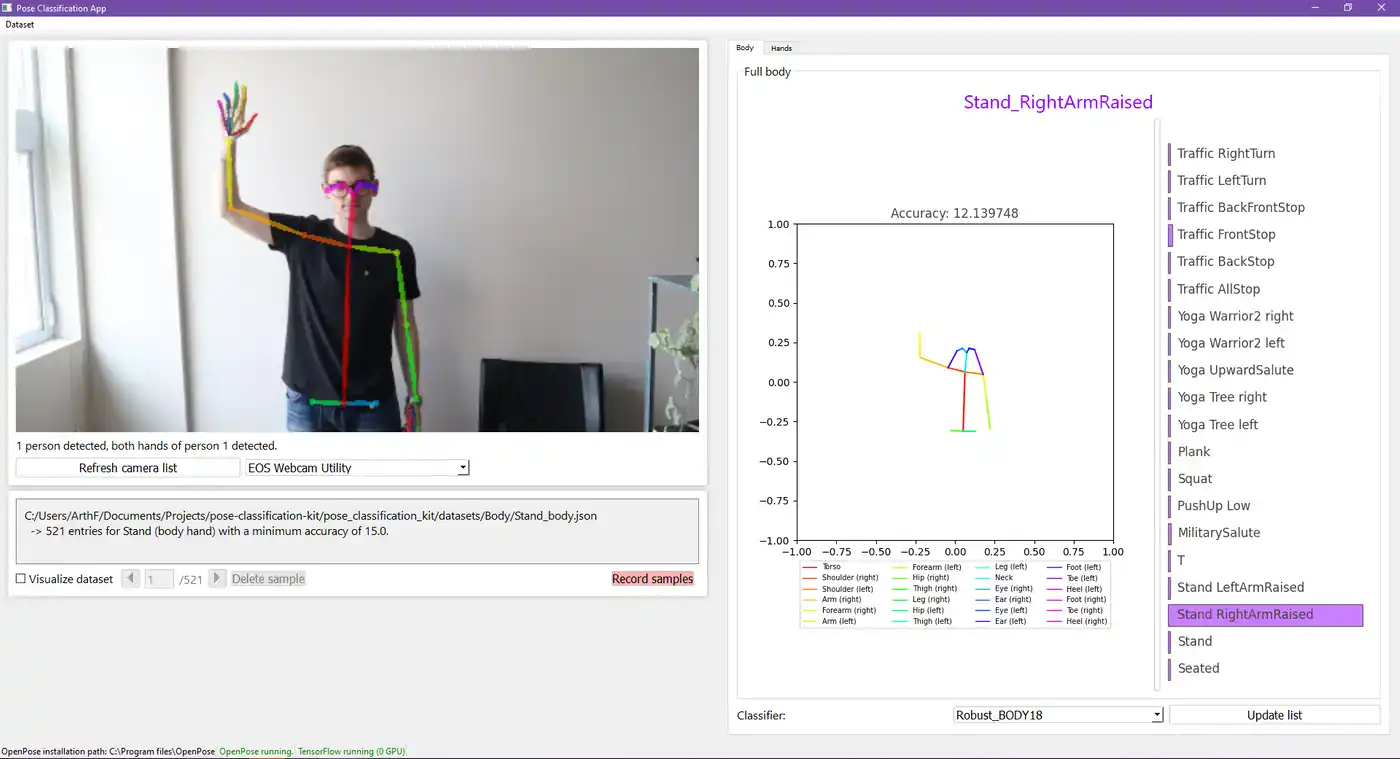 Pose Classification App
Dataset
1 person detected, both hands of person 1 detected.
Refresh camera list
EOS Webcam Utility
C:/Users/ArthF/Documents/Projects/pose-classification-kit/pose_classification_kit/datasets/Body/Stand_body.json
-> 521 entries for Stand (body hand) with a minimum accuracy of 15.0.
Visualize dataset
1
/521
Delete sample
Record samples
Body
Hands
Full body
Stand_RightArmRaised
Accuracy: 12.139748
1.00
0.75
0.50
0.25
0.00
−0.25
−0.50
−0.75
−1.00
−1.00 −0.75 −0.50 −0.25 0.00 0.25 0.50 0.75 1.00
Torso
Shoulder (right)
Shoulder (left)
Arm (right)
Forearm (right)
Arm (left)
Forearm (left)
Hip (right)
Thigh (right)
Leg (right)
Hip (left)
Thigh (left)
Leg (left)
Neck
Eye (right)
Ear (right)
Eye (left)
Ear (left)
Foot (left)
Toe (left)
Heel (left)
Foot (right)
Toe (right)
Heel (right)
Traffic RightTurn
Traffic LeftTurn
Traffic BackFrontStop
Traffic FrontStop
Traffic BackStop
Traffic AllStop
Yoga Warrior2 right
Yoga Warrior2 left
Yoga UpwardSalute
Yoga Tree right
Yoga Tree left
Plank
Squat
PushUp Low
MilitarySalute
T
Stand LeftArmRaised
Stand RightArmRaised
Stand
Seated
Classifier:
Robust_BODY18
Update list
OpenPose installation path: C:\Program files\OpenPose OpenPose running. TensorFlow running (0 GPU)